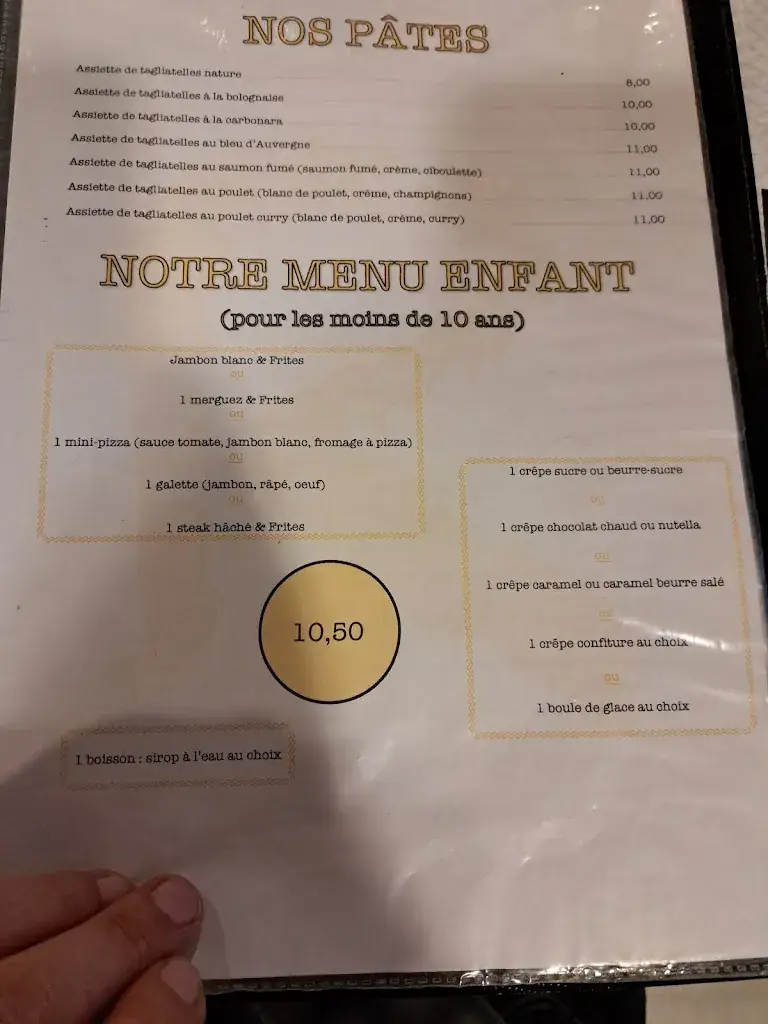 NOS PÂTES
Assiette de tagliatelles nature 8,00
Assiette de tagliatelles à la bolognaise 10,00
Assiette de tagliatelles à la carbonara 10,00
Assiette de tagliatelles au bleu d'Auvergne 11,00
Assiette de tagliatelles au saumon fumé (saumon fumé, crème, ciboulette) 11,00
Assiette de tagliatelles au poulet (blanc de poulet, crème, champignons) 11,00
Assiette de tagliatelles au poulet curry (blanc de poulet, crème, curry) 11,00
NOTRE MENU ENFANT
(pour les moins de 10 ans)
Jambon blanc & Frites
ou
1 merguez & Frites
ou
1 mini-pizza (sauce tomate, jambon blanc, fromage à pizza)
ou
1 galette (jambon, râpé, oeuf)
ou
1 steak hâché & Frites
1 crêpe sucre ou beurre-sucre
ou
1 crêpe chocolat chaud ou nutella
ou
1 crêpe caramel ou caramel beurre salé
ou
1 crêpe confiture au choix
ou
1 boule de glace au choix
10,50
1 boisson : sirop à l'eau au choix